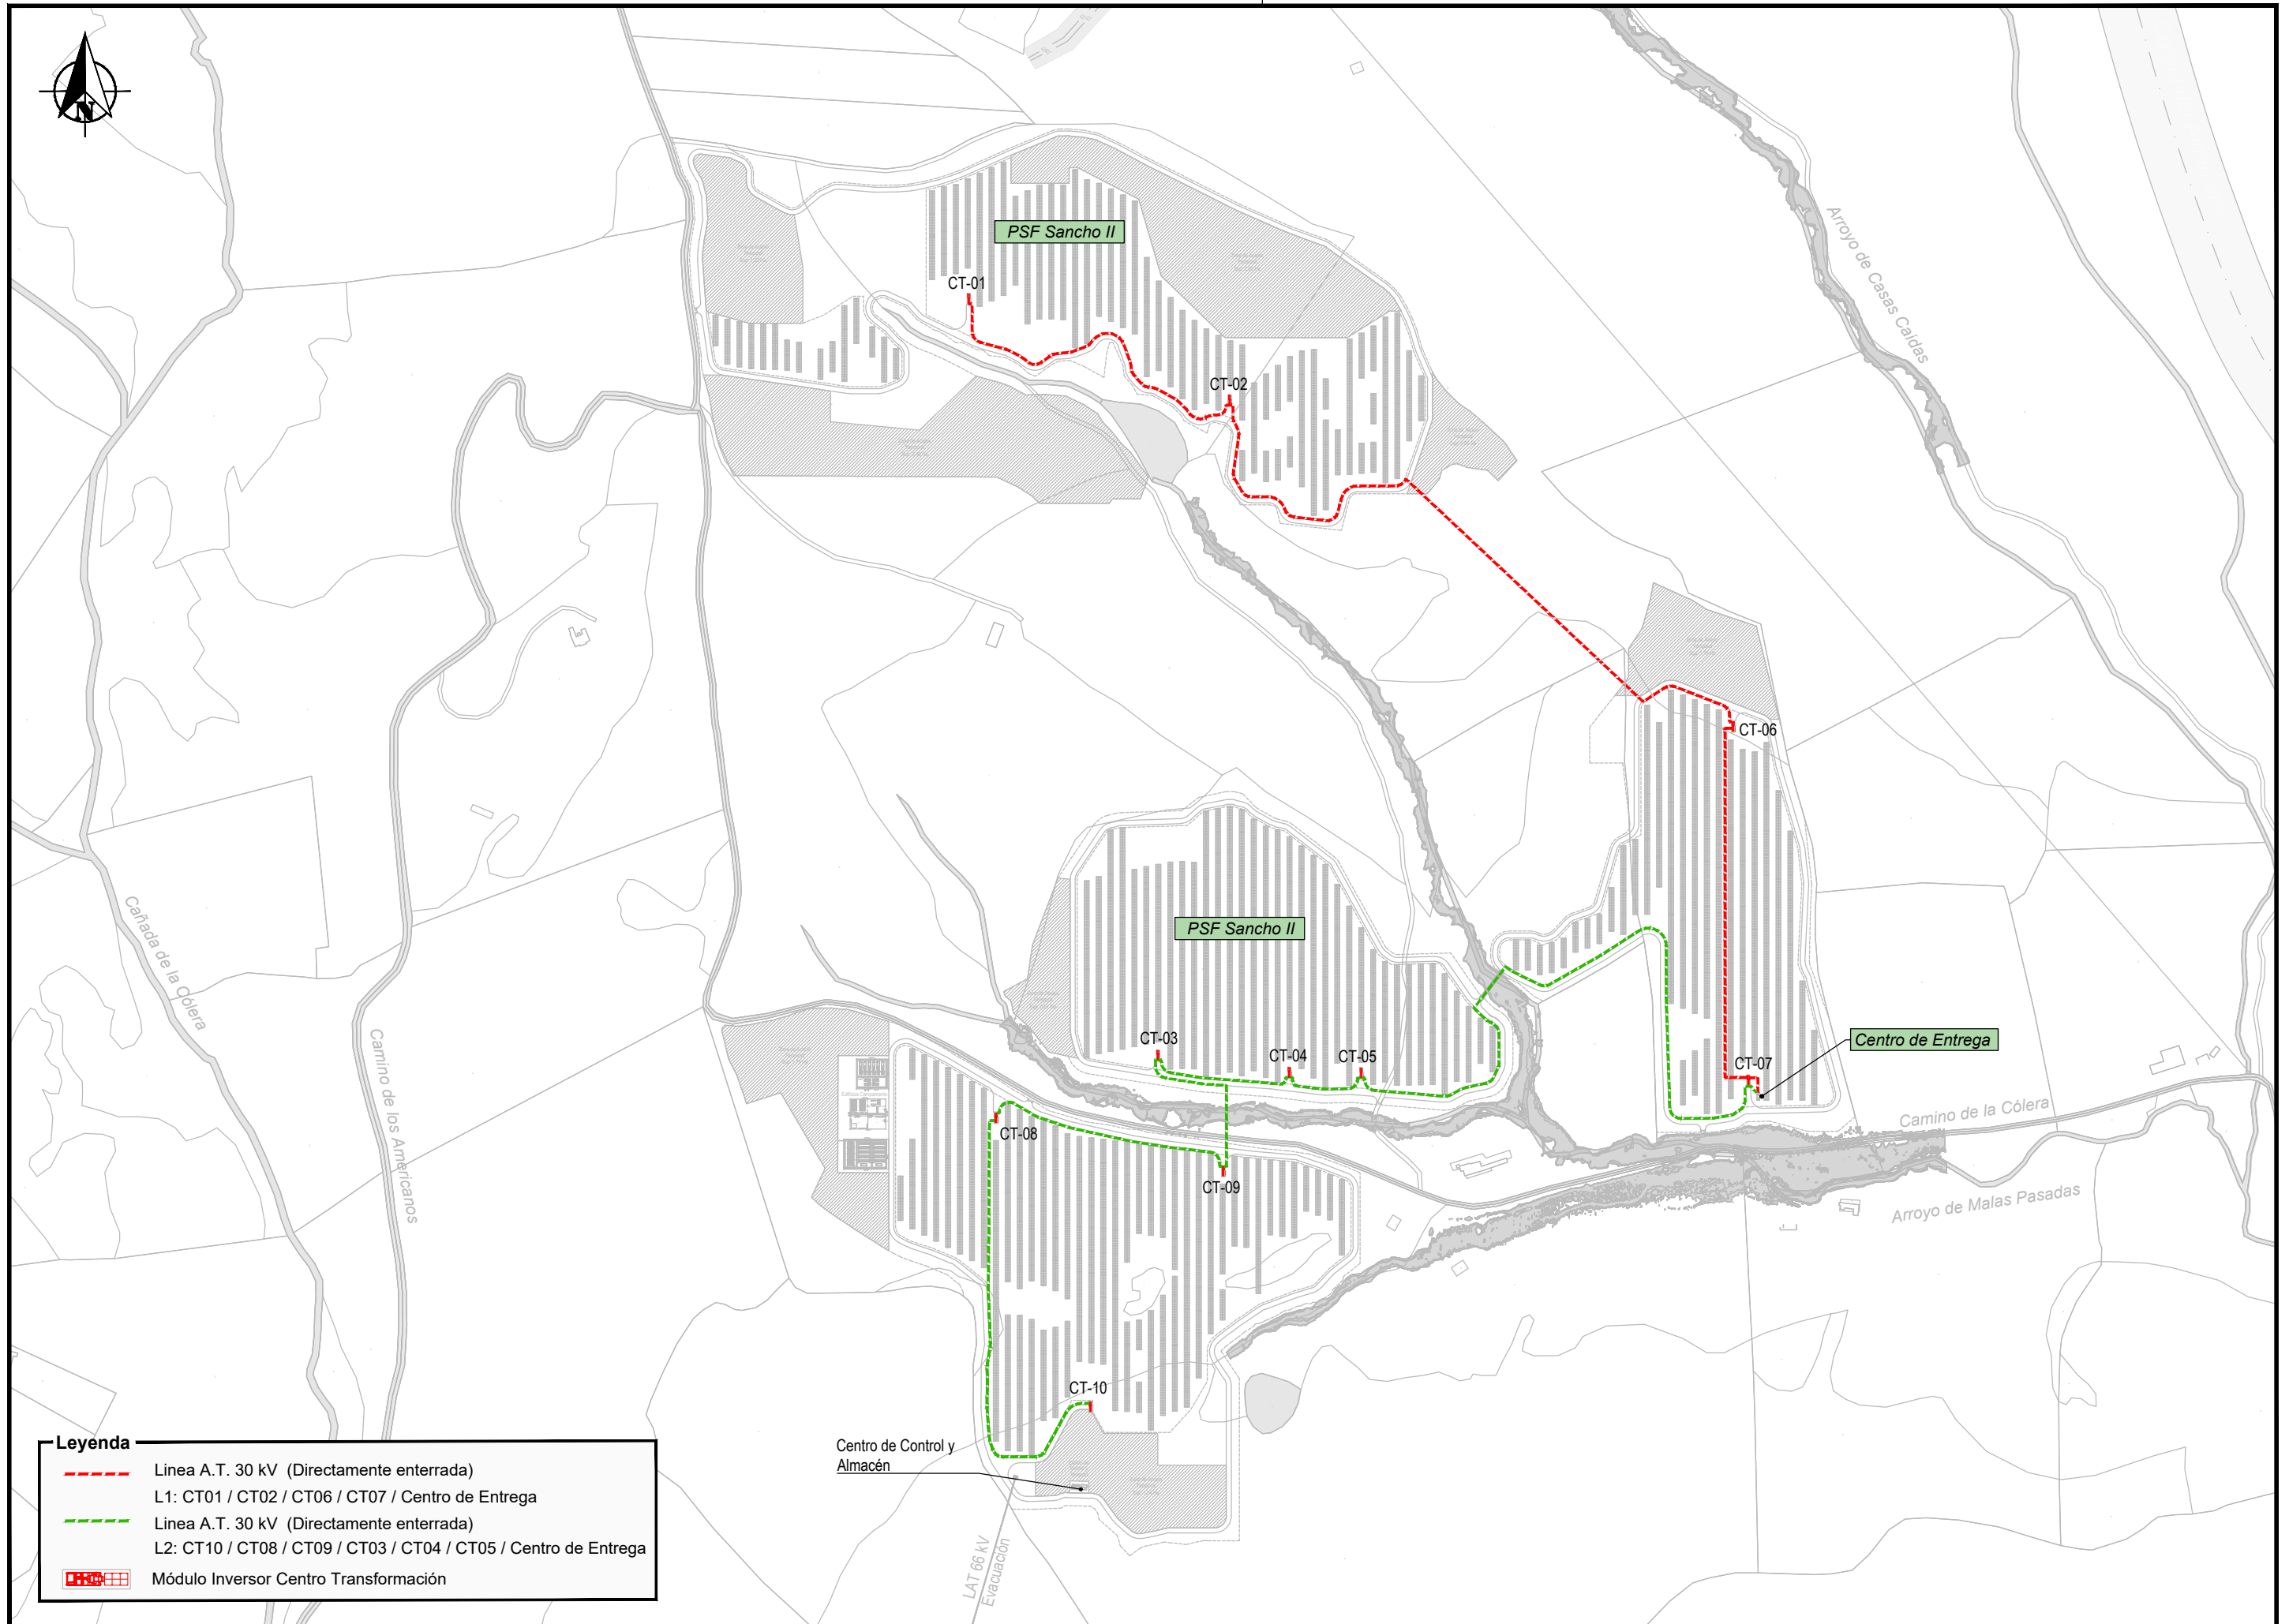 N
PSF Sancho II
CT-01
CT-02
Arroyo de Casas Caídas
CT-06
PSF Sancho II
Cañada de la Cólera
Camino de los Americanos
CT-03
CT-04
CT-05
CT-07
Centro de Entrega
CT-08
CT-09
Camino de la Cólera
Arroyo de Malas Pasadas
CT-10
Centro de Control y
Almacén
LAT 66 kV
Evacuación
Leyenda
Linea A.T. 30 kV (Directamente enterrada)
L1: CT01 / CT02 / CT06 / CT07 / Centro de Entrega
Linea A.T. 30 kV (Directamente enterrada)
L2: CT10 / CT08 / CT09 / CT03 / CT04 / CT05 / Centro de Entrega
Módulo Inversor Centro Transformación